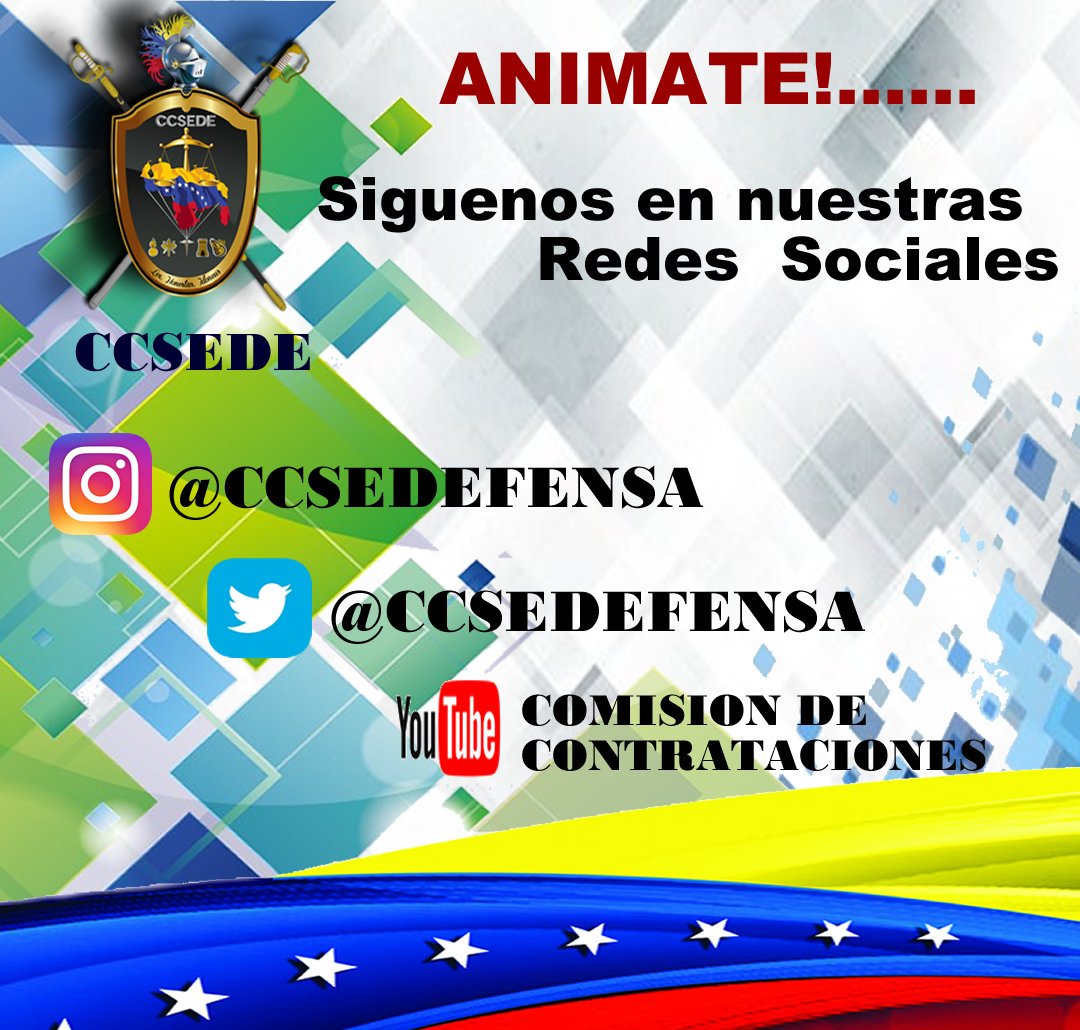 ANIMATE!......
CCSEDE
Siguenos en nuestras
Redes Sociales
CCSEDE
@CCSEDEFENSA
@CCSEDEFENSA
YouTube
COMISION DE
CONTRATACIONES